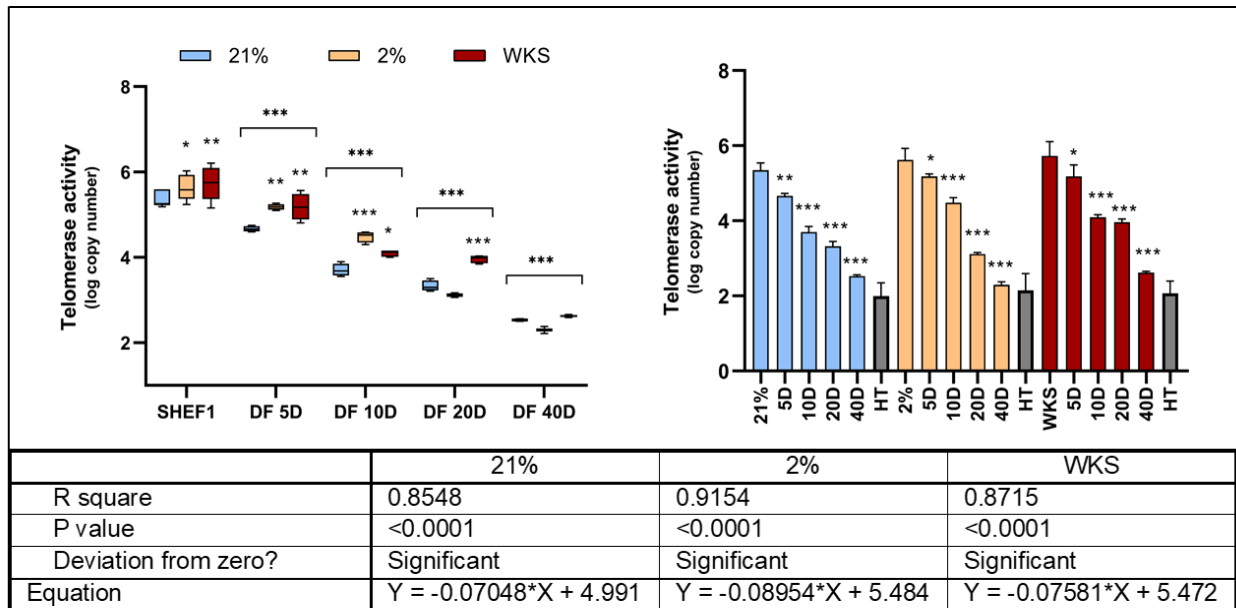 21% 2% WKS
Telomerase activity
(log copy number)
8
6
4
2
* **
***
** **
***
*** *
***
***
***
SHEF1 DF 5D DF 10D DF 20D DF 40D
Telomerase activity
(log copy number)
8
6
4
2
0
** *** *** ***
* *** *** ***
* *** *** ***
21% 5D 10D 20D 40D HT 2% 5D 10D 20D 40D HT WKS 5D 10D 20D 40D HT
21% 2% WKS
R square 0.8548 0.9154 0.8715
P value <0.0001 <0.0001 <0.0001
Deviation from zero? Significant Significant Significant
Equation Y = -0.07048*X + 4.991 Y = -0.08954*X + 5.484 Y = -0.07581*X + 5.472